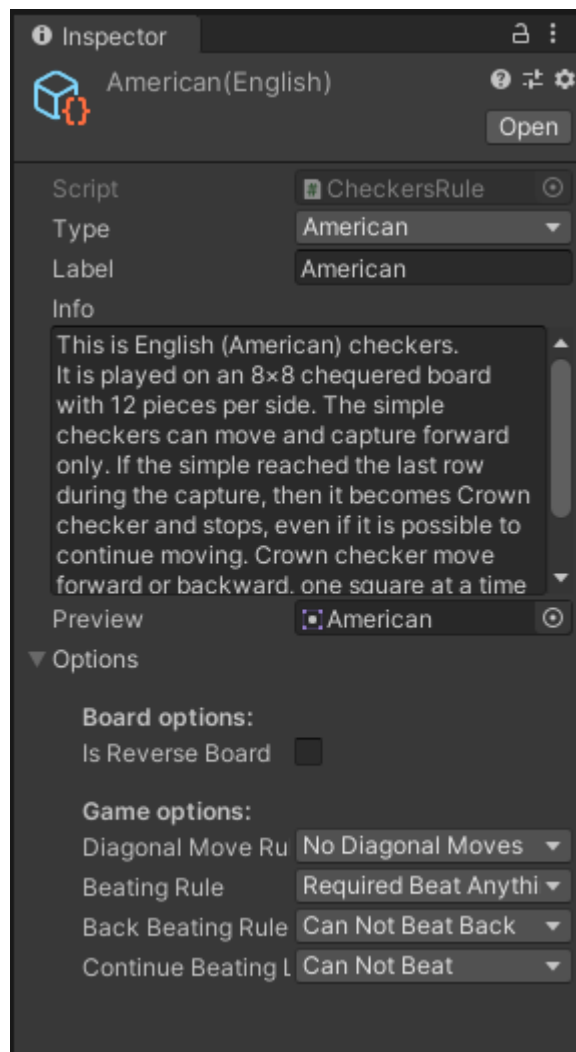 Inspector
American(English)
Open
Script CheckersRule
Type American
Label American
Info
This is English (American) checkers.
It is played on an 8×8 chequered board
with 12 pieces per side. The simple
checkers can move and capture forward
only. If the simple reached the last row
during the capture, then it becomes Crown
checker and stops, even if it is possible to
continue moving. Crown checker move
forward or backward, one square at a time
Preview American
Options
Board options:
Is Reverse Board
Game options:
Diagonal Move Ru No Diagonal Moves
Beating Rule Required Beat Anythi
Back Beating Rule Can Not Beat Back
Continue Beating L Can Not Beat